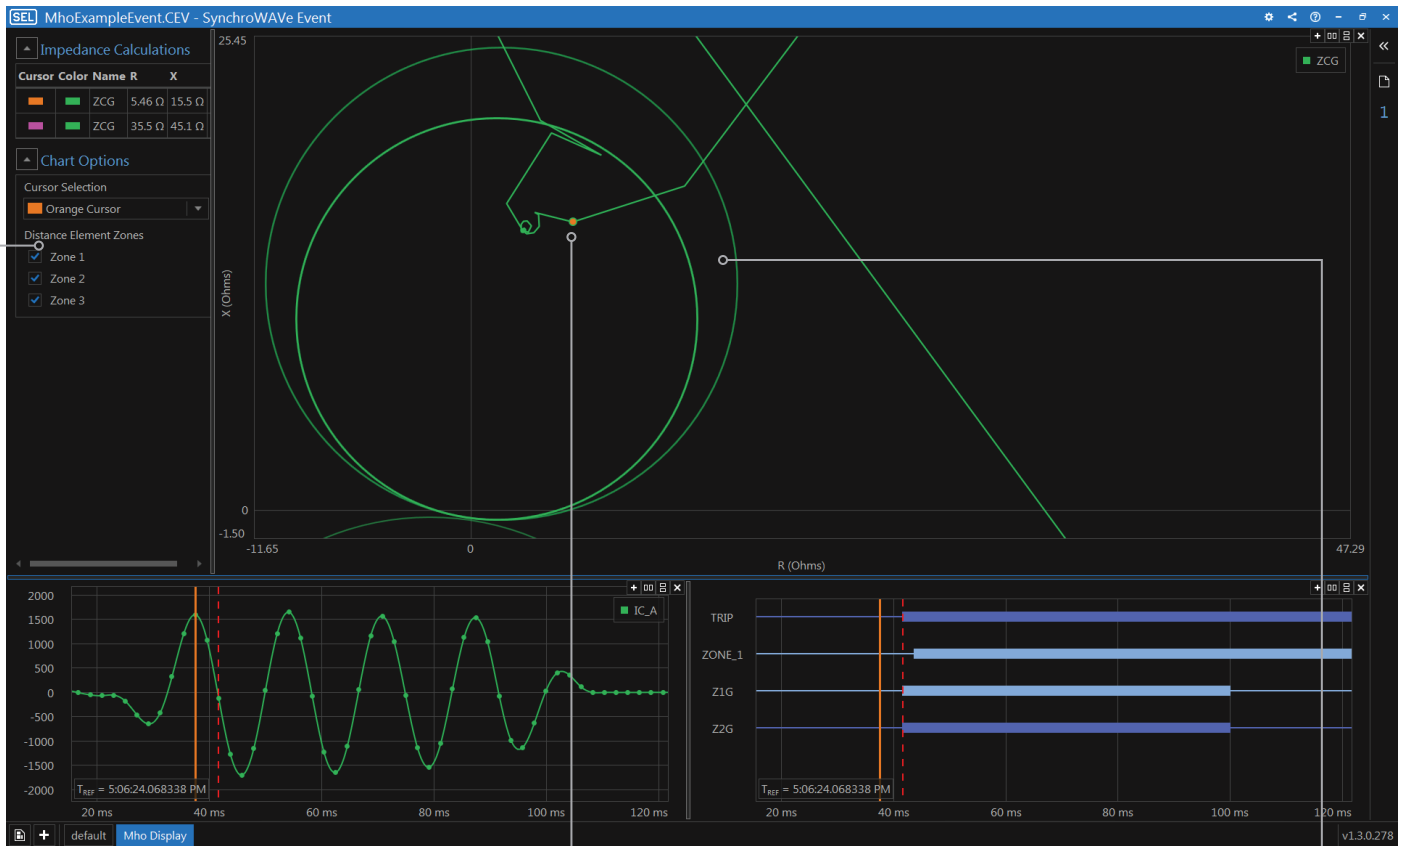 SEL MhoExampleEvent.CEV - SynchroWAVe Event
Impedance Calculations
Cursor Color Name R X
ZCG 5.46 Ω 15.5 Ω
ZCG 35.5 Ω 45.1 Ω
Chart Options
Cursor Selection
Orange Cursor
Distance Element Zones
Zone 1
Zone 2
Zone 3
25.45
X (Ohms)
0
-1.50
-11.65 0 47.29
R (Ohms)
ZCG
1
2000
1500
1000
500
0
-500
-1000
-1500
-2000
IC_A
TREF = 5:06:24.068338 PM
20 ms 40 ms 60 ms 80 ms 100 ms 120 ms
TRIP
ZONE_1
Z1G
Z2G
TREF = 5:06:24.068338 PM
20 ms 40 ms 60 ms 80 ms 100 ms 120 ms
default Mho Display
v1.3.0.278